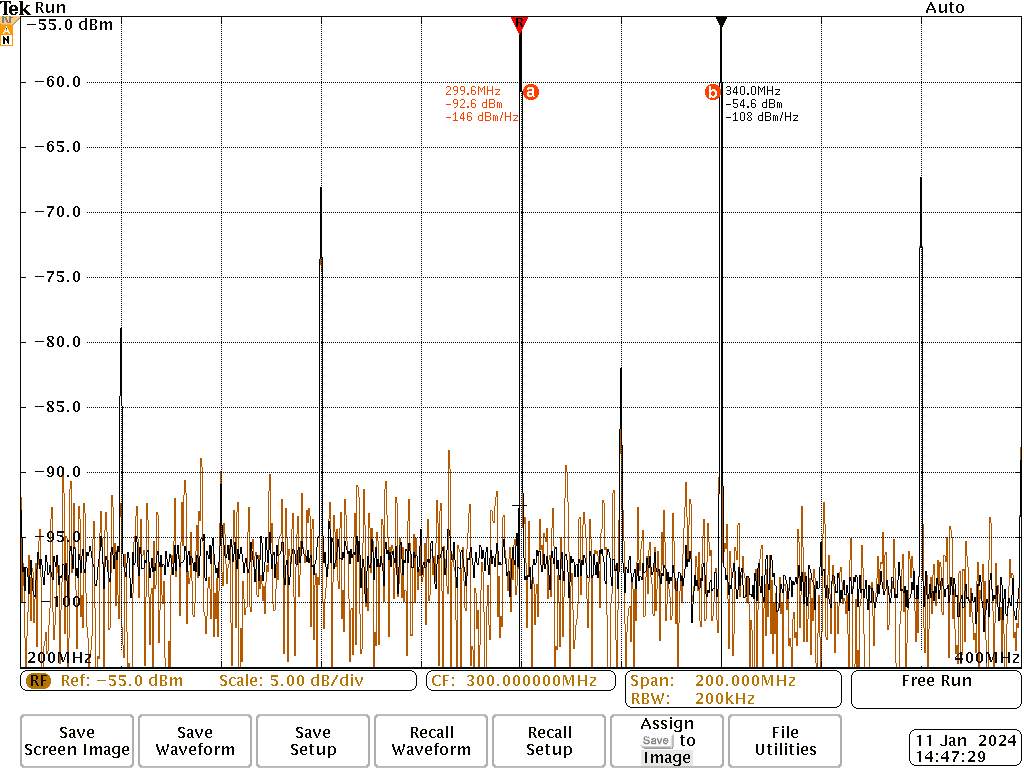 Tek Run
Auto
N
A
N
−55.0 dBm
R
−60.0
299.6MHz
a
−92.6 dBm
−146 dBm/Hz
b
340.0MHz
−54.6 dBm
−108 dBm/Hz
−65.0
−70.0
−75.0
−80.0
−85.0
−90.0
−95.0
−100
200MHz
400MHz
RF Ref: −55.0 dBm Scale: 5.00 dB/div
CF: 300.000000MHz
Span: 200.000MHz
RBW: 200kHz
Free Run
Save
Screen Image
Save
Waveform
Save
Setup
Recall
Waveform
Recall
Setup
Assign
Save to
Image
File
Utilities
11 Jan 2024
14:47:29